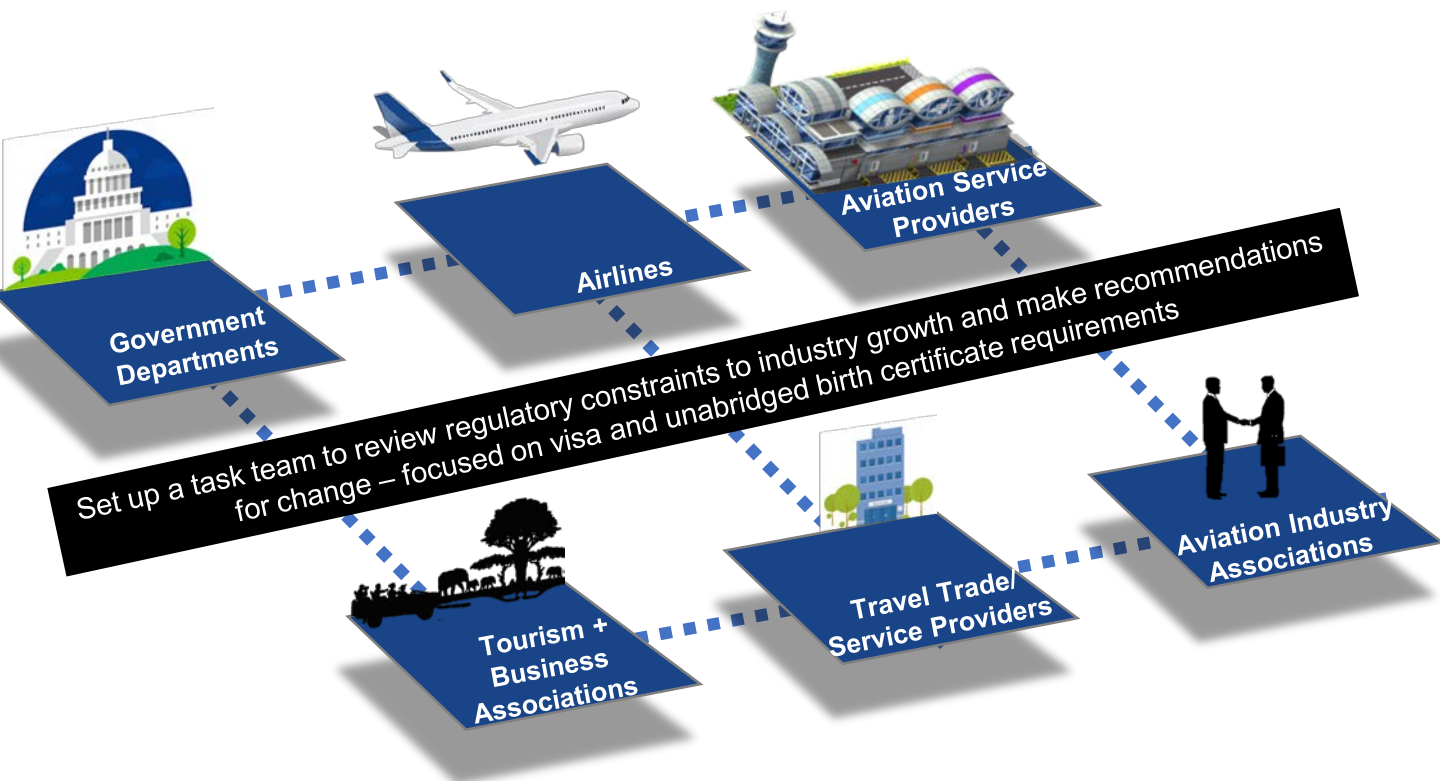 Government
Departments
Airlines
Aviation Service
Providers
Set up a task team to review regulatory constraints to industry growth and make recommendations
for change – focused on visa and unabridged birth certificate requirements
Tourism +
Business
Associations
Travel Trade/
Service Providers
Aviation Industry
Associations